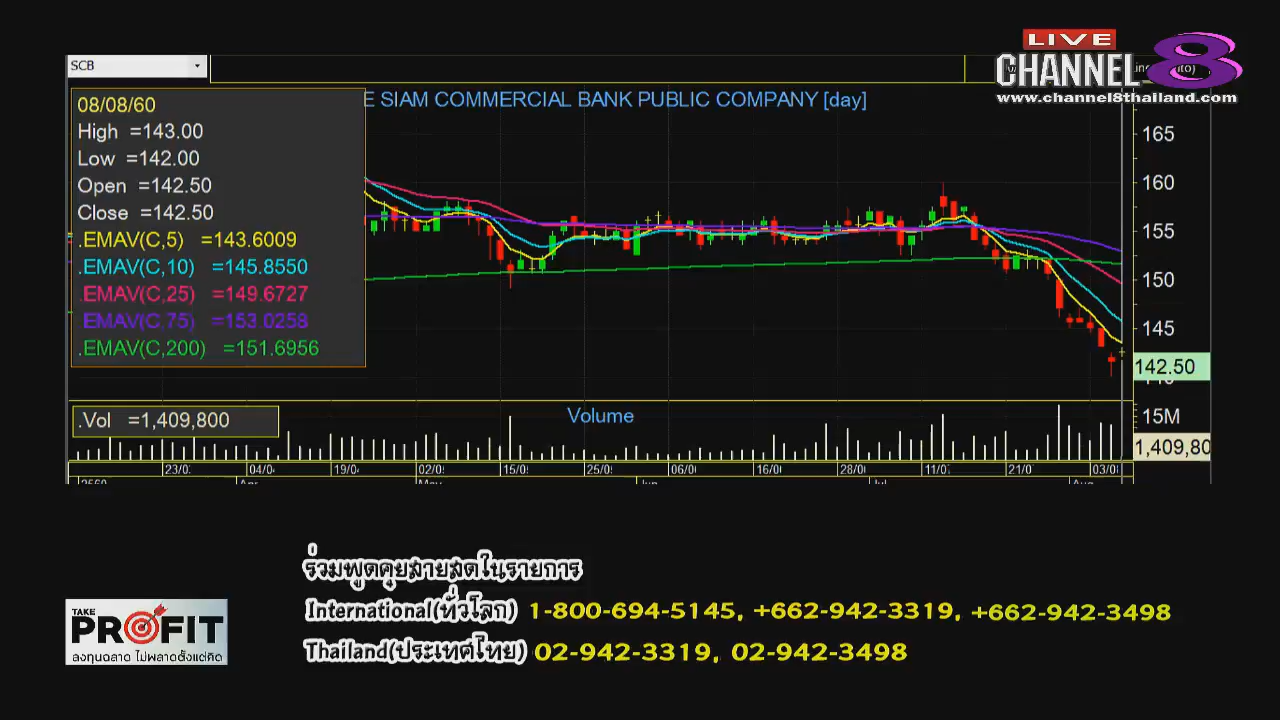 LIVE
CHANNEL 8
www.channel8thailand.com
SCB
E SIAM COMMERCIAL BANK PUBLIC COMPANY [day]
08/08/60
High =143.00
Low =142.00
Open =142.50
Close =142.50
.EMAV(C,5) =143.6009
.EMAV(C,10) =145.8550
.EMAV(C,25) =149.6727
EMAV(C,75) =153.0258
.EMAV(C,200) =151.6956
165
160
155
150
145
142.50
.Vol =1,409,800
Volume
15M
1,409,80
23/0 04/0 19/0 02/0 15/0 25/0 06/0 16/0 28/0 11/0 21/0 03/0
2560 Apr May Jun Jul Aug
ร่วมพูดคุยสายสดในรายการ
International(ทั่วโลก) 1-800-694-5145, +662-942-3319, +662-942-3498
Thailand(ประเทศไทย) 02-942-3319, 02-942-3498
TAKE
PROFIT
ลงทุนฉลาด ไม่พลาดตั้งแต่คิด